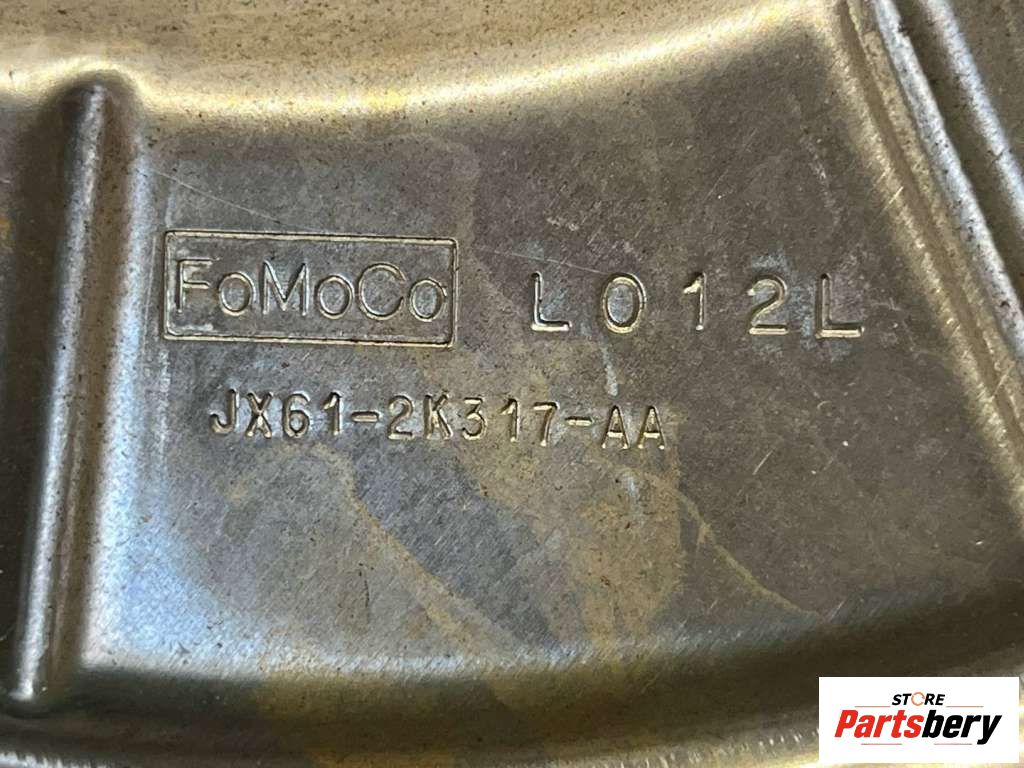 FoMoCo L012L
JX61-2K317-AA
STORE
Partsbery